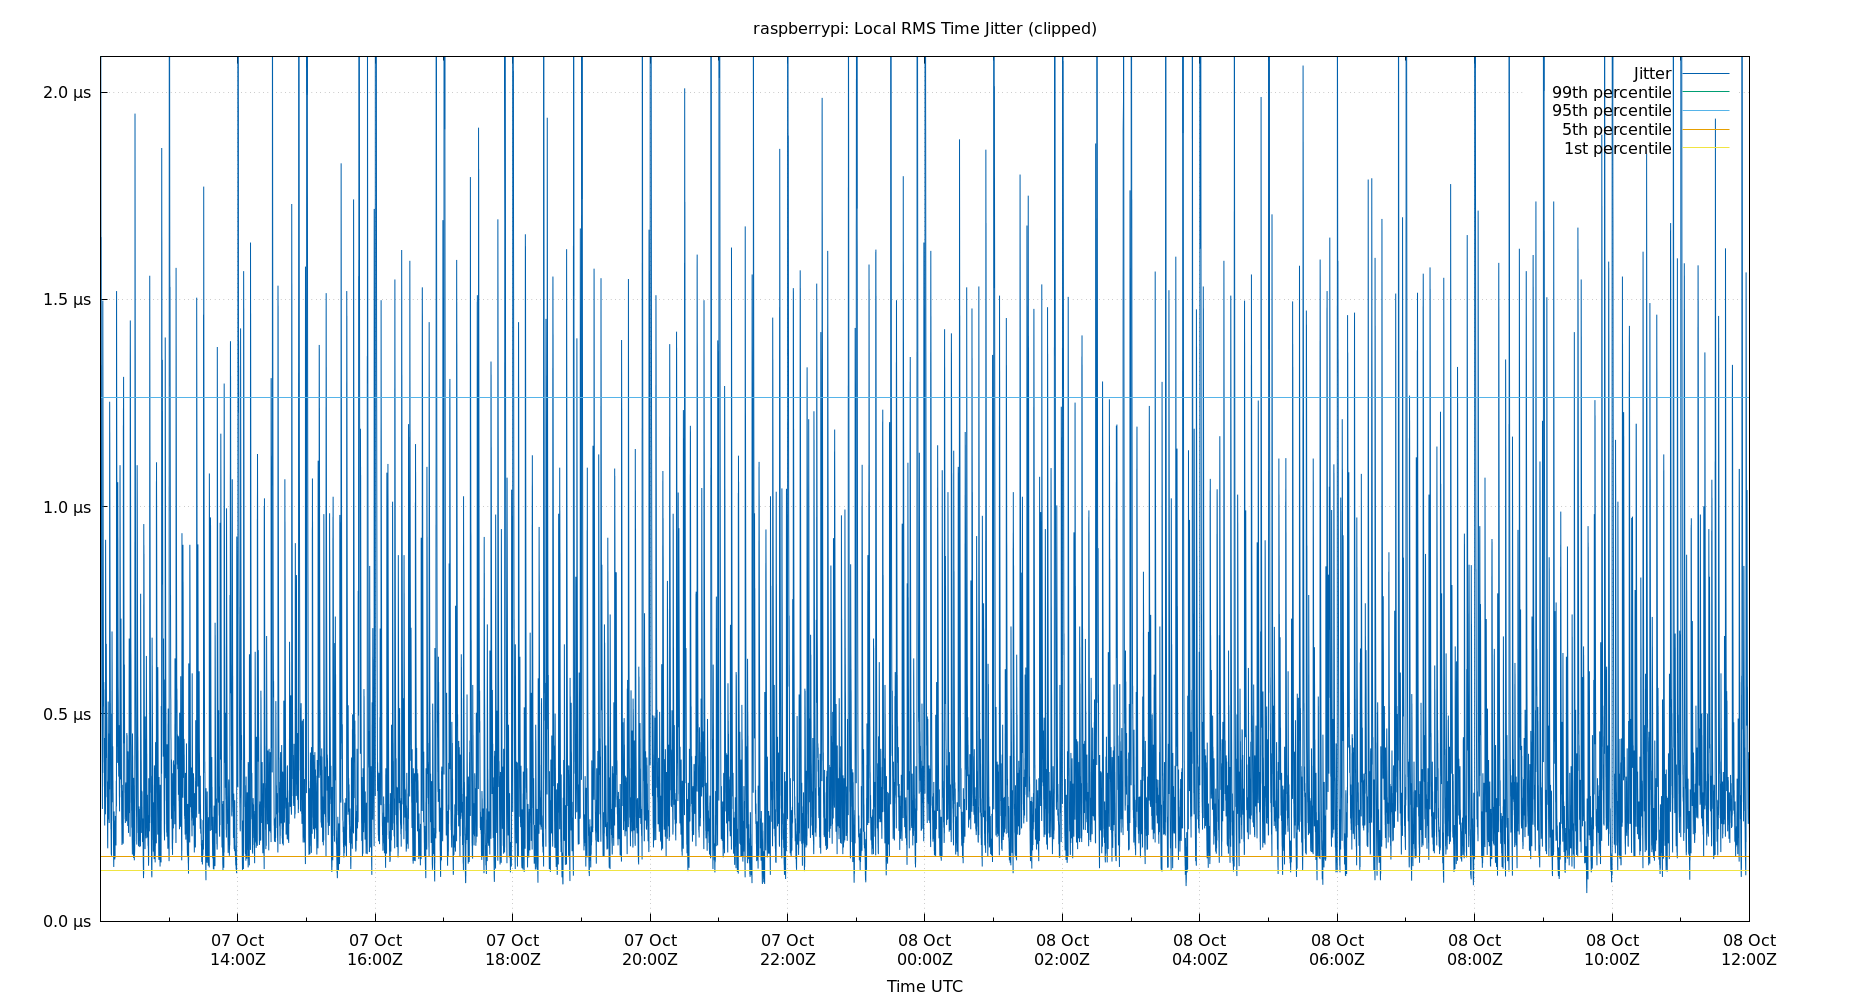 raspberrypi: Local RMS Time Jitter (clipped)
Jitter
99th percentile
95th percentile
5th percentile
1st percentile
2.0 μs
1.5 μs
1.0 μs
0.5 μs
0.0 μs
07 Oct 07 Oct 07 Oct 07 Oct 07 Oct 08 Oct 08 Oct 08 Oct 08 Oct 08 Oct 08 Oct 08 Oct
14:00Z 16:00Z 18:00Z 20:00Z 22:00Z 00:00Z 02:00Z 04:00Z 06:00Z 08:00Z 10:00Z 12:00Z
Time UTC